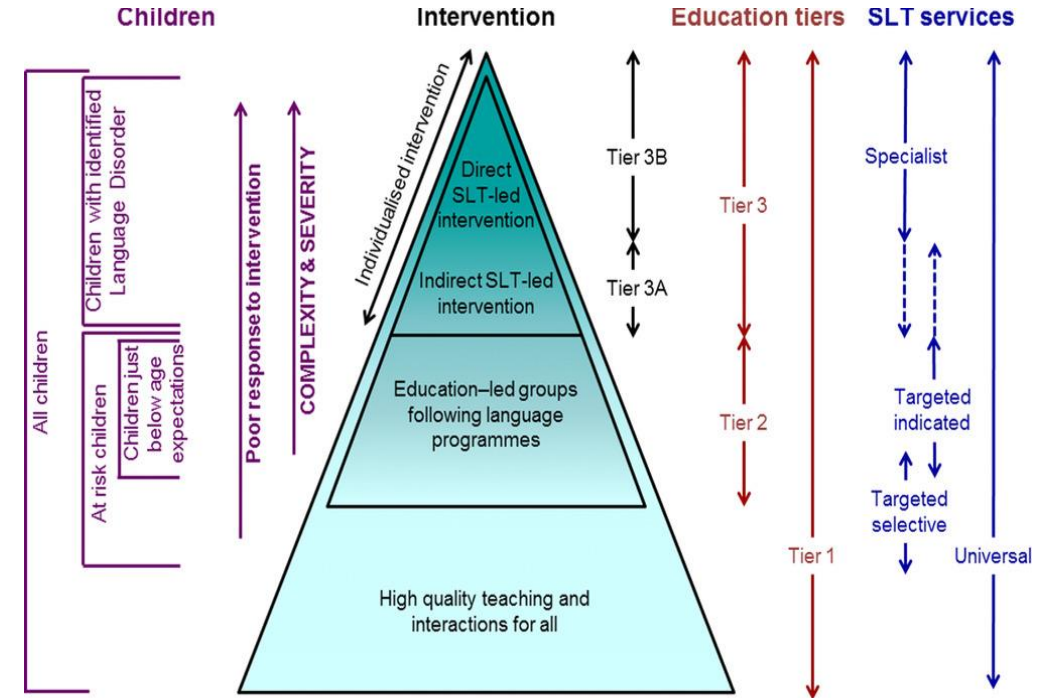 Children
Intervention
Education tiers
SLT services
All children
Children with identified
Language Disorder
At risk children
Children just
below age
expectations
Poor response to intervention
COMPLEXITY & SEVERITY
Individualised intervention
Direct
SLT-led
intervention
Indirect SLT-led
intervention
Education–led groups
following language
programmes
High quality teaching and
interactions for all
Tier 3B
Tier 3A
Tier 3
Tier 2
Tier 1
Specialist
Targeted
indicated
Targeted
selective
Universal